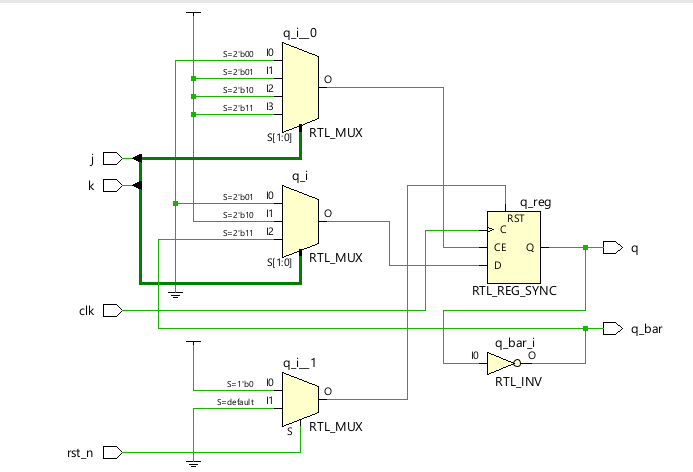 q_i__0
S=2'b00 I0
S=2'b01 I1
S=2'b10 I2
S=2'b11 I3
O
S[1:0]
RTL_MUX
j
k
q_i
S=2'b01 I0
S=2'b10 I1
S=2'b11 I2
O
S[1:0]
RTL_MUX
q_reg
RST
C
CE Q
D
RTL_REG_SYNC
q
clk
q_bar
q_bar_i
I0 O
RTL_INV
q_i__1
S=1'b0 I0
S=default I1
O
S
RTL_MUX
rst_n